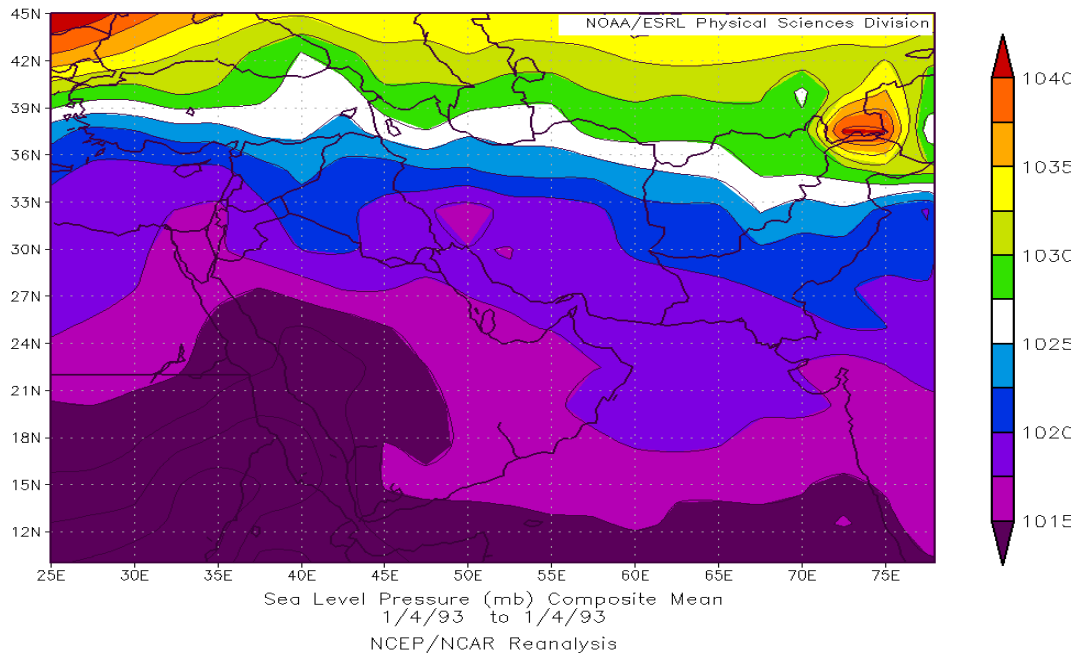 45N
NOAA/ESRL Physical Sciences Division
42N
39N
36N
33N
30N
27N
24N
21N
18N
15N
12N
1040
1035
1030
1025
1020
1015
25E 30E 35E 40E 45E 50E 55E 60E 65E 70E 75E
Sea Level Pressure (mb) Composite Mean
1/4/93 to 1/4/93
NCEP/NCAR Reanalysis